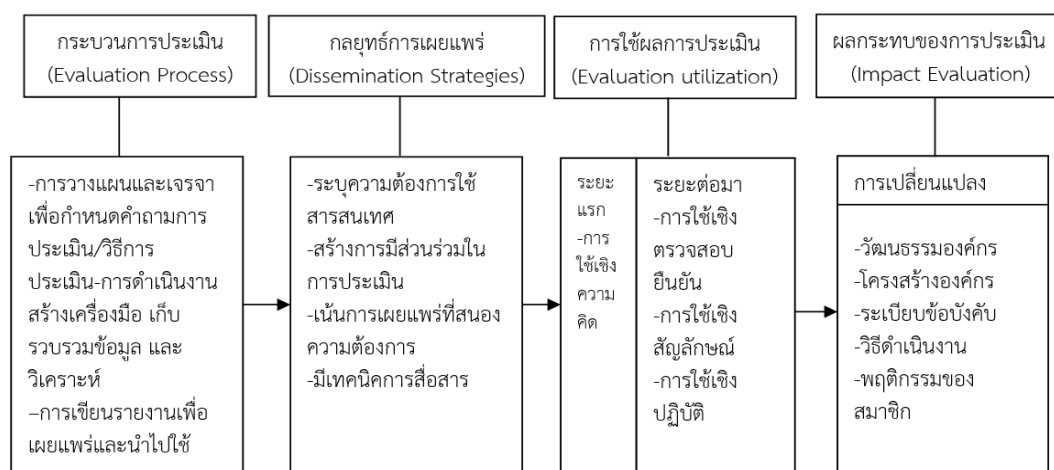 กระบวนการประเมิน
(Evaluation Process)
กลยุทธ์การเผยแพร่
(Dissemination Strategies)
การใช้ผลการประเมิน
(Evaluation utilization)
ผลกระทบของการประเมิน
(Impact Evaluation)
-การวางแผนและเจรจา
เพื่อกำหนดคำถามการ
ประเมิน/วิธีการ
ประเมิน-การดำเนินงาน
สร้างเครื่องมือ เก็บ
รวบรวมข้อมูล และ
วิเคราะห์
–การเขียนรายงานเพื่อ
เผยแพร่และนำไปใช้
-ระบุความต้องการใช้
สารสนเทศ
-สร้างการมีส่วนร่วมใน
การประเมิน
-เน้นการเผยแพร่ที่สนอง
ความต้องการ
-มีเทคนิคการสื่อสาร
ระยะ
แรก
-การ
ใช้เชิง
ความ
คิด
ระยะต่อมา
-การใช้เชิง
ตรวจสอบ
ยืนยัน
-การใช้เชิง
สัญลักษณ์
-การใช้เชิง
ปฏิบัติ
การเปลี่ยนแปลง
-วัฒนธรรมองค์กร
-โครงสร้างองค์กร
-ระเบียบข้อบังคับ
-วิธีดำเนินงาน
-พฤติกรรมของ
สมาชิก